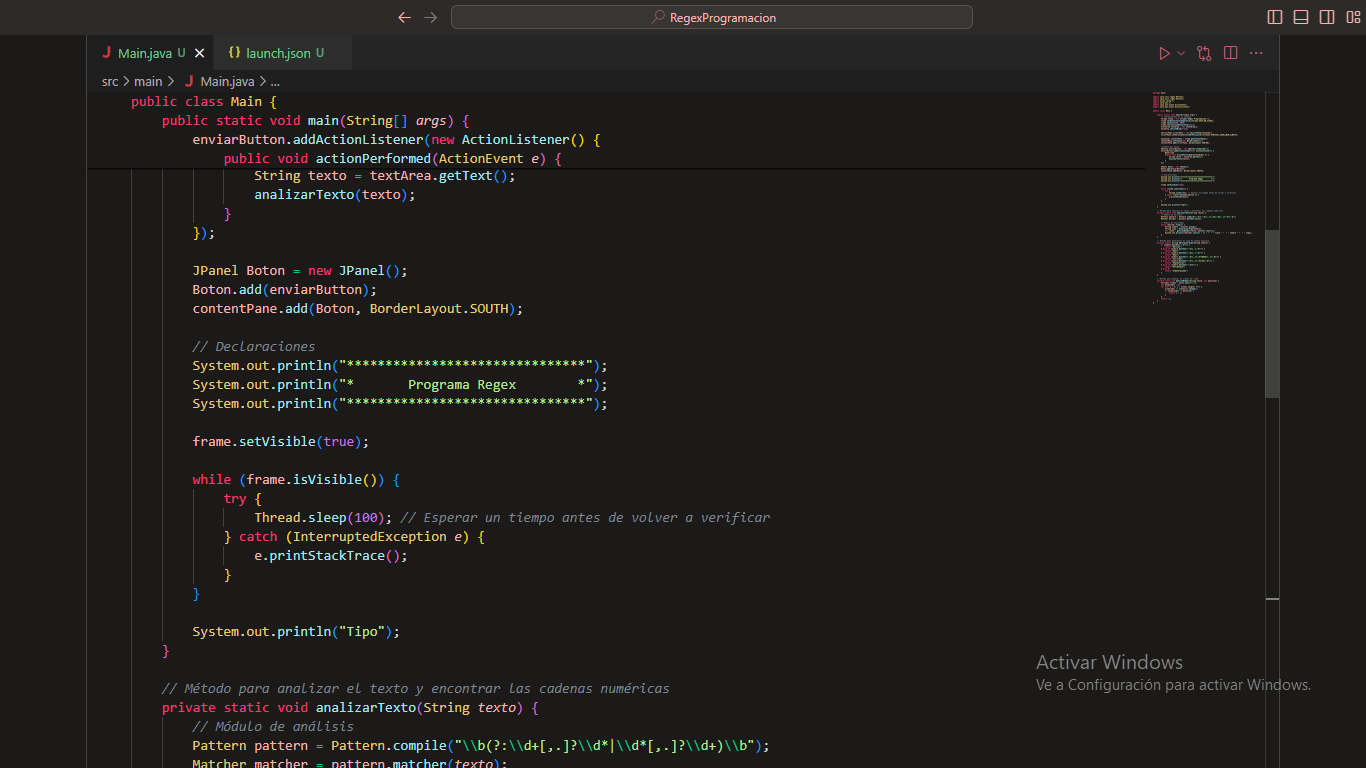 RegexProgramacion
Main.java U
launch.json U
src > main > Main.java > ...
public class Main {
public static void main(String[] args) {
enviarButton.addActionListener(new ActionListener() {
public void actionPerformed(ActionEvent e) {
String texto = textArea.getText();
analizarTexto(texto);
}
});
JPanel Boton = new JPanel();
Boton.add(enviarButton);
contentPane.add(Boton, BorderLayout.SOUTH);
// Declaraciones
System.out.println("*******************************");
System.out.println("*       Programa Regex        *");
System.out.println("*******************************");
frame.setVisible(true);
while (frame.isVisible()) {
try {
Thread.sleep(100); // Esperar un tiempo antes de volver a verificar
} catch (InterruptedException e) {
e.printStackTrace();
}
}
System.out.println("Tipo");
}
// Método para analizar el texto y encontrar las cadenas numéricas
private static void analizarTexto(String texto) {
// Módulo de análisis
Pattern pattern = Pattern.compile("\\b(?:\\d+[,.]?\\d*|\\d*[,.]?\\d+)\\b");
Matcher matcher = pattern.matcher(texto);
Activar Windows
Ve a Configuración para activar Windows.